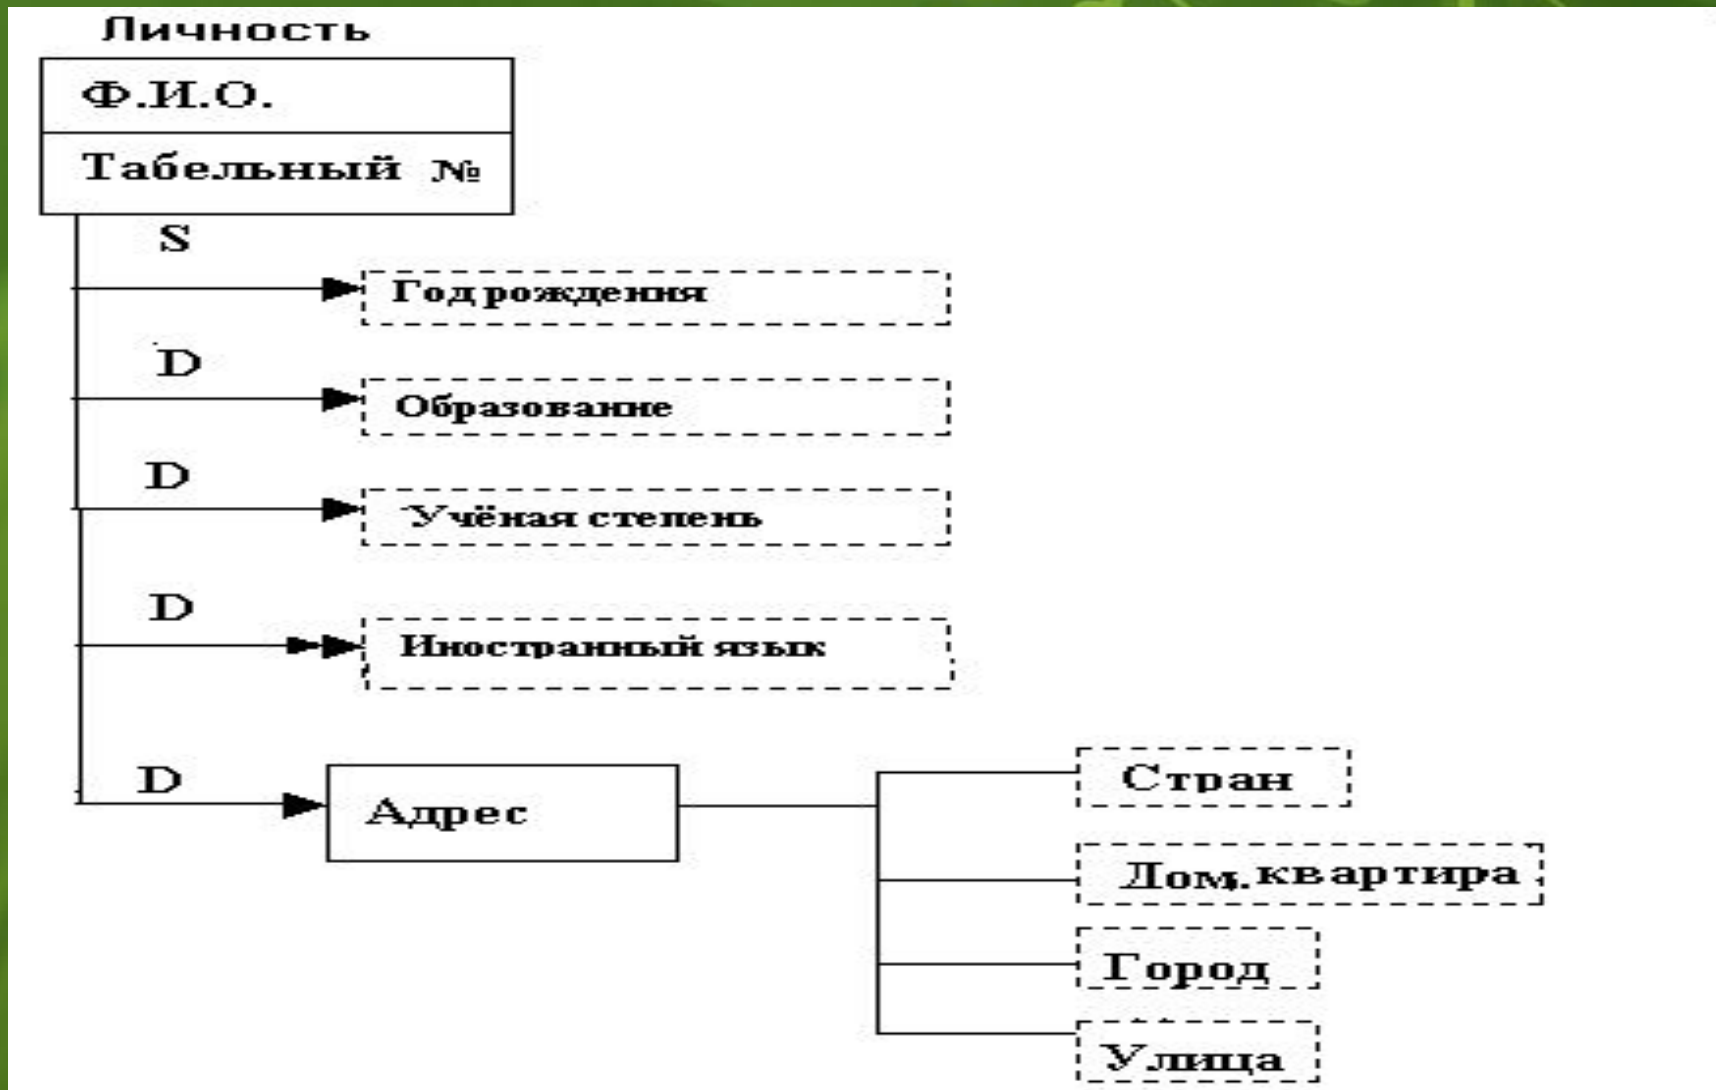 Личность
Ф.И.О.
Табельный №
S
Год рождения
D
Образование
D
Учёная степень
D
Иностранный язык
D
Адрес
Стран
Дом. квартира
Город
Улица